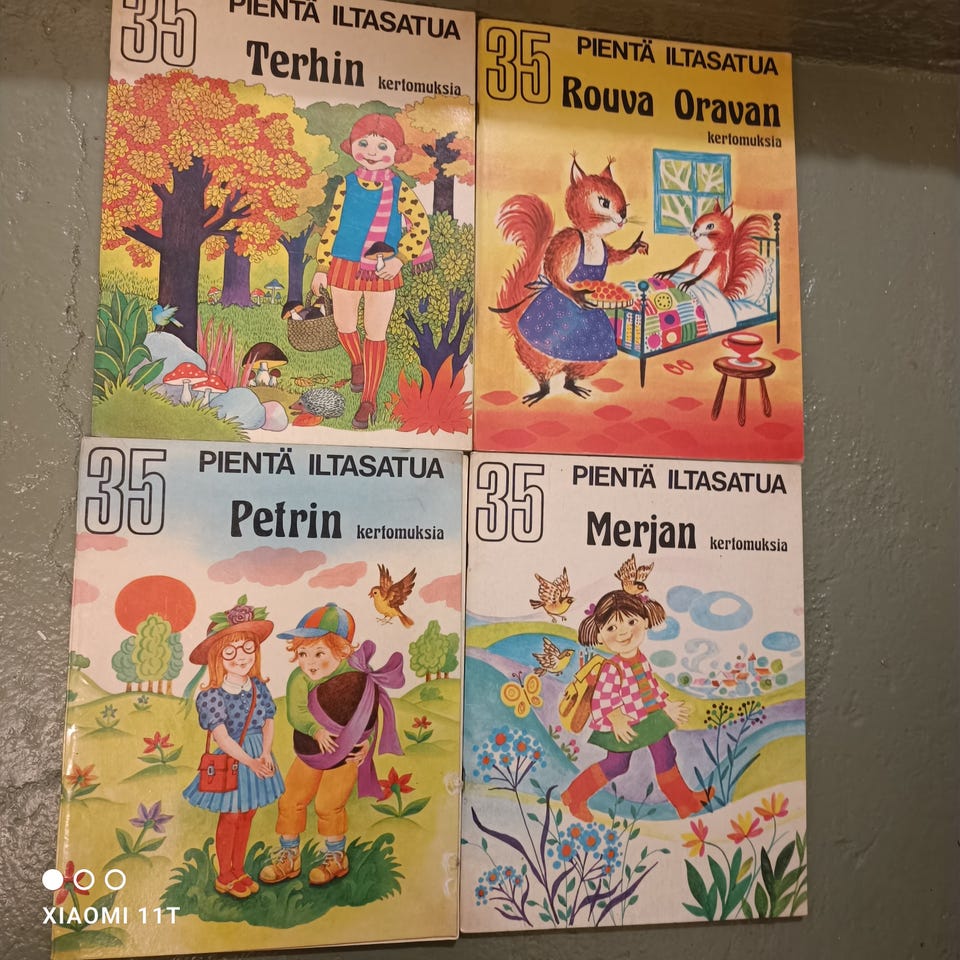 35 PIENTÄ ILTASATUA
Terhin kertomuksia
35 PIENTÄ ILTASATUA
Rouva Oravan
kertomuksia
35 PIENTÄ ILTASATUA
Petrin kertomuksia
35 PIENTÄ ILTASATUA
Merjan kertomuksia
XIAOMI 11T